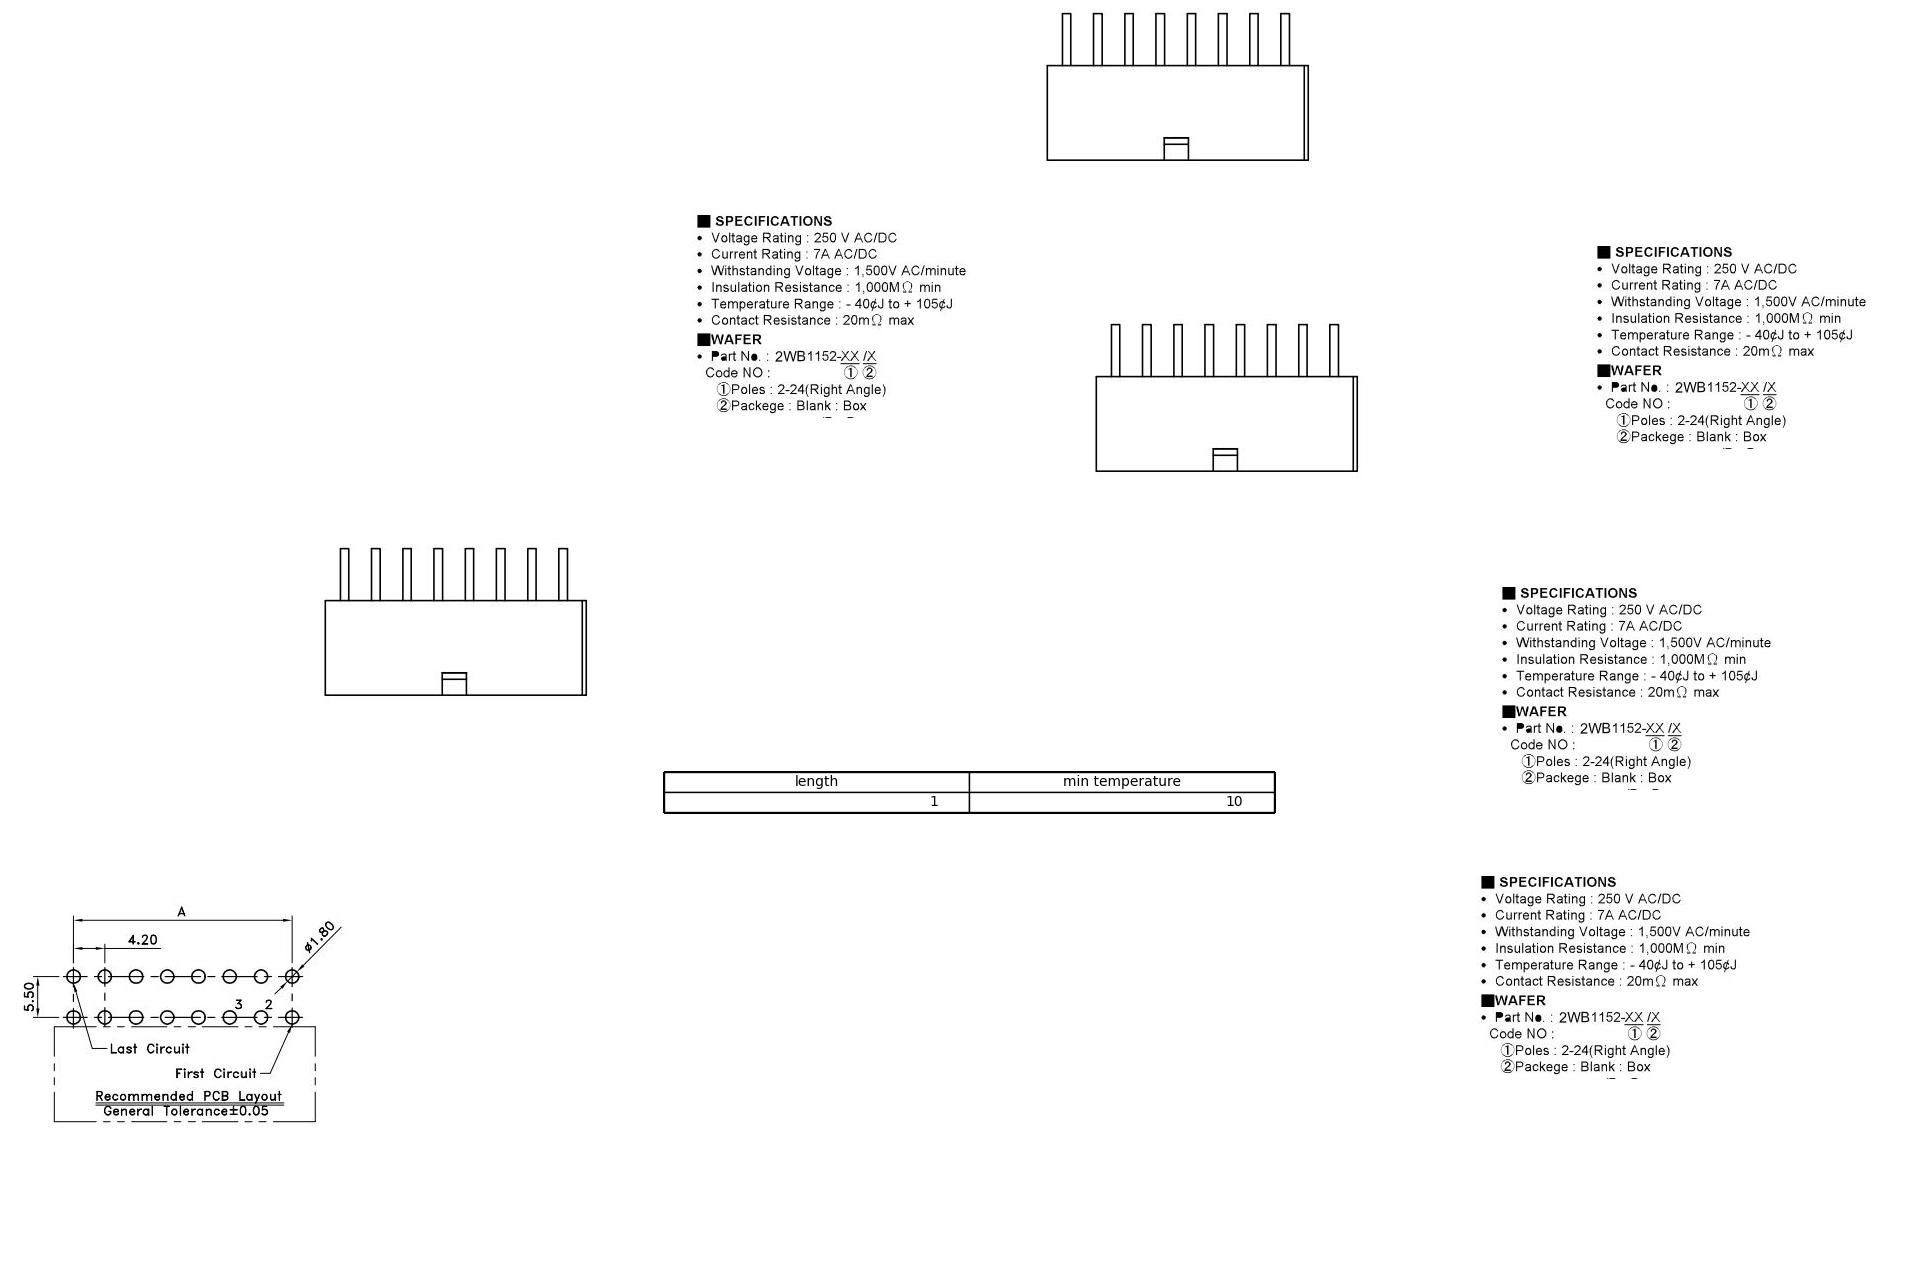 ■ SPECIFICATIONS
• Voltage Rating : 250 V AC/DC
• Current Rating : 7A AC/DC
• Withstanding Voltage : 1,500V AC/minute
• Insulation Resistance : 1,000MΩ min
• Temperature Range : - 40¢J to + 105¢J
• Contact Resistance : 20mΩ max
■WAFER
• Part No. : 2WB1152-XX /X
Code NO : ① ②
①Poles : 2-24(Right Angle)
②Packege : Blank : Box
■ SPECIFICATIONS
• Voltage Rating : 250 V AC/DC
• Current Rating : 7A AC/DC
• Withstanding Voltage : 1,500V AC/minute
• Insulation Resistance : 1,000MΩ min
• Temperature Range : - 40¢J to + 105¢J
• Contact Resistance : 20mΩ max
■WAFER
• Part No. : 2WB1152-XX /X
Code NO : ① ②
①Poles : 2-24(Right Angle)
②Packege : Blank : Box
■ SPECIFICATIONS
• Voltage Rating : 250 V AC/DC
• Current Rating : 7A AC/DC
• Withstanding Voltage : 1,500V AC/minute
• Insulation Resistance : 1,000MΩ min
• Temperature Range : - 40¢J to + 105¢J
• Contact Resistance : 20mΩ max
■WAFER
• Part No. : 2WB1152-XX /X
Code NO : ① ②
①Poles : 2-24(Right Angle)
②Packege : Blank : Box
length min temperature
1 10
■ SPECIFICATIONS
• Voltage Rating : 250 V AC/DC
• Current Rating : 7A AC/DC
• Withstanding Voltage : 1,500V AC/minute
• Insulation Resistance : 1,000MΩ min
• Temperature Range : - 40¢J to + 105¢J
• Contact Resistance : 20mΩ max
■WAFER
• Part No. : 2WB1152-XX /X
Code NO : ① ②
①Poles : 2-24(Right Angle)
②Packege : Blank : Box
A
4.20
ø1.80
5.50
3 2
Last Circuit
First Circuit
Recommended PCB Layout
General Tolerance±0.05